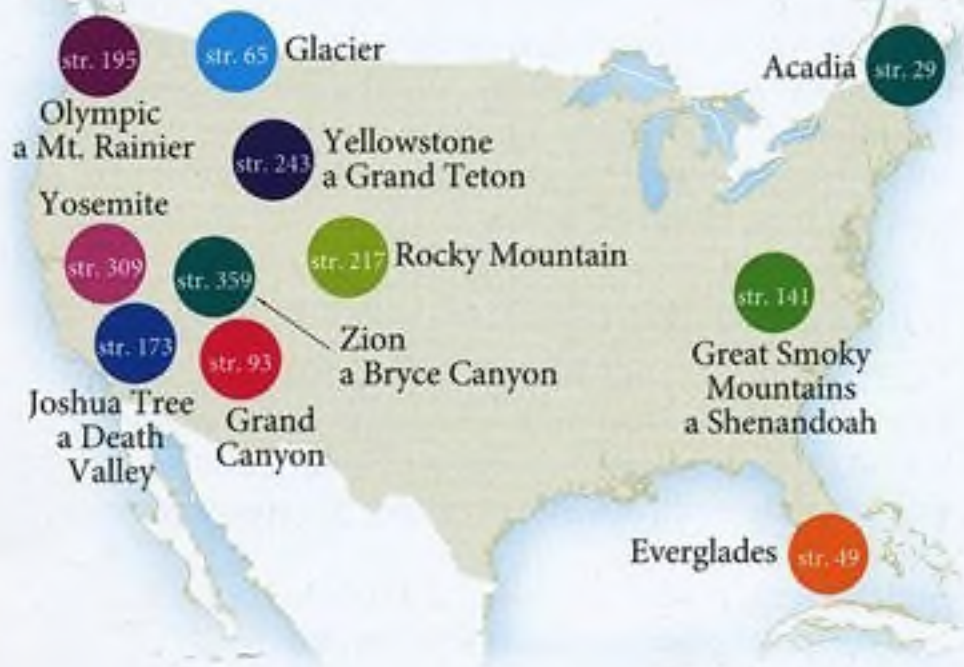 str. 195
Olympic
a Mt. Rainier
str. 65
Glacier
Acadia
str. 29
str. 243
Yellowstone
a Grand Teton
Yosemite
str. 309
str. 359
str. 217
Rocky Mountain
str. 141
Great Smoky
Mountains
a Shenandoah
str. 173
Joshua Tree
a Death
Valley
str. 93
Grand
Canyon
Zion
a Bryce Canyon
Everglades
str. 49